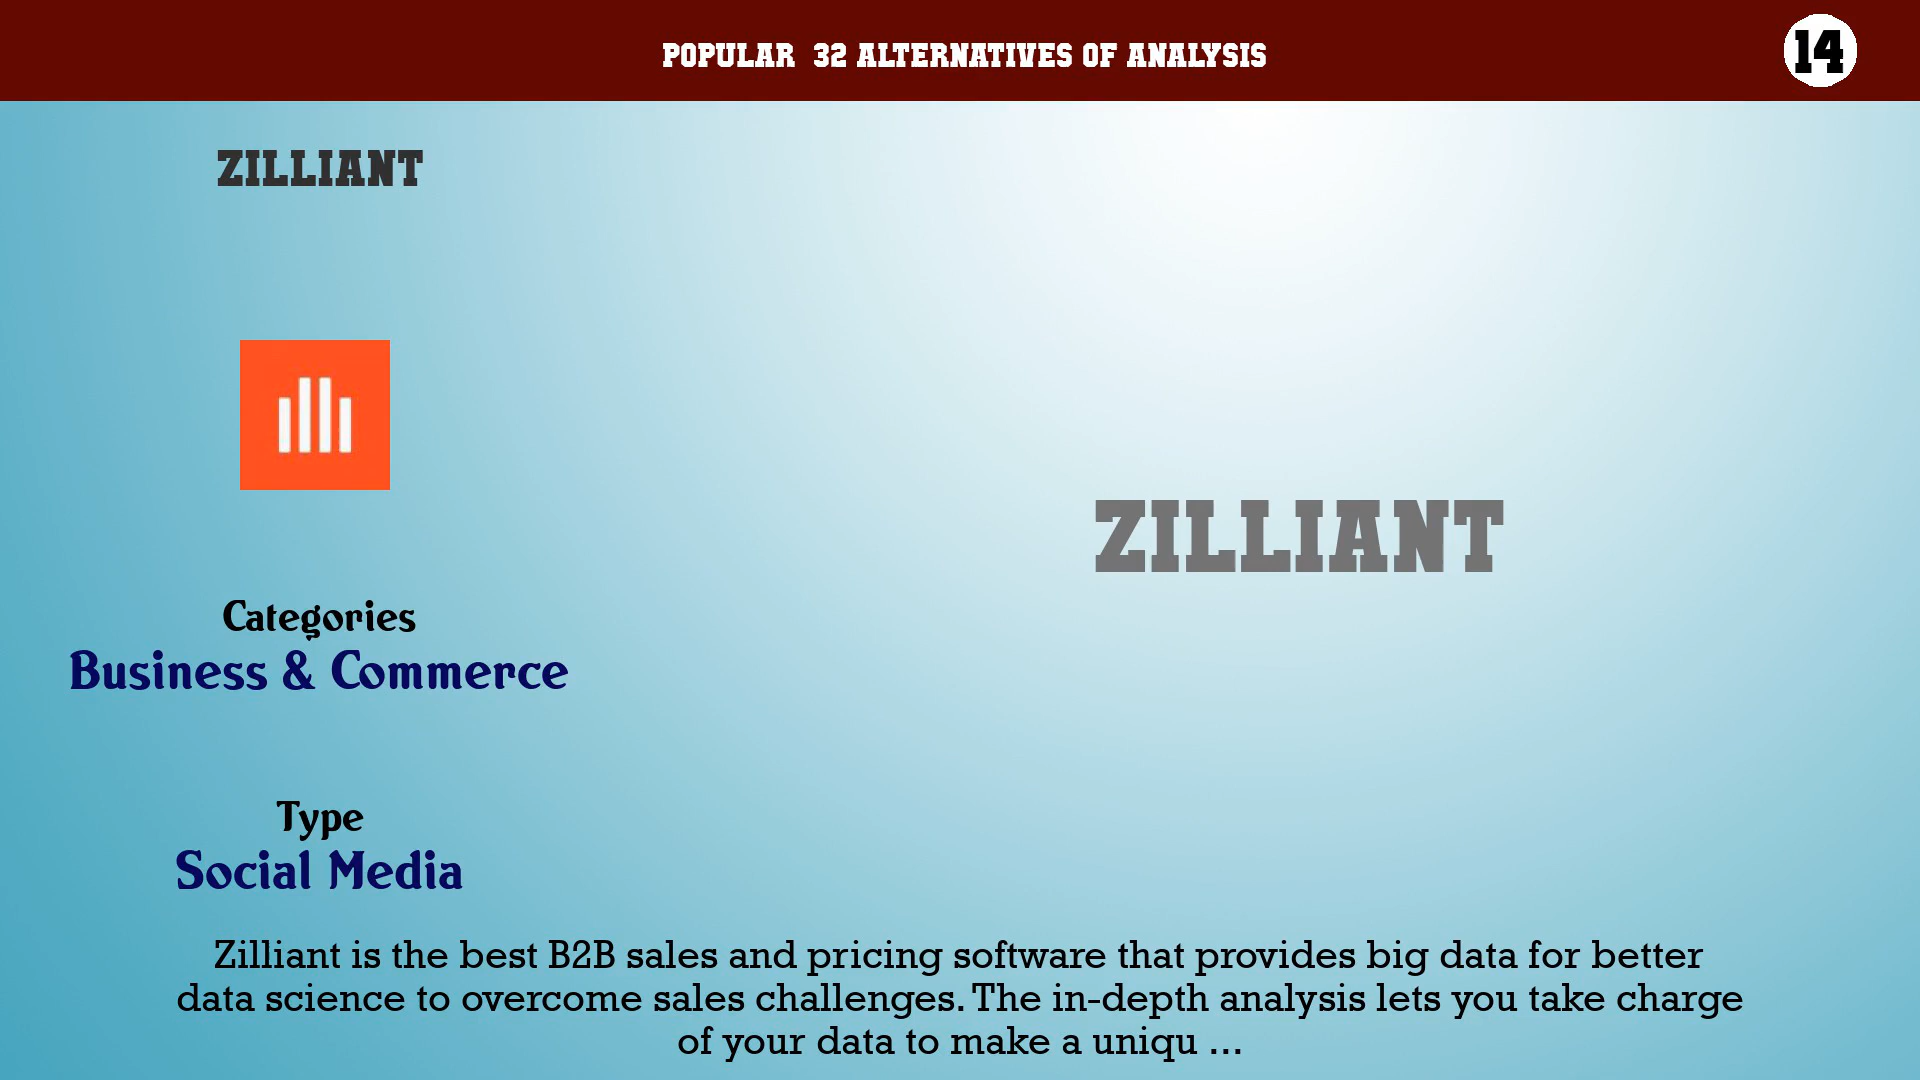 POPULAR 32 ALTERNATIVES OF ANALYSIS
14
ZILLIANT
ZILLIANT
Categories
Business & Commerce
Type
Social Media
Zilliant is the best B2B sales and pricing software that provides big data for better
data science to overcome sales challenges. The in-depth analysis lets you take charge
of your data to make a uniqu ...